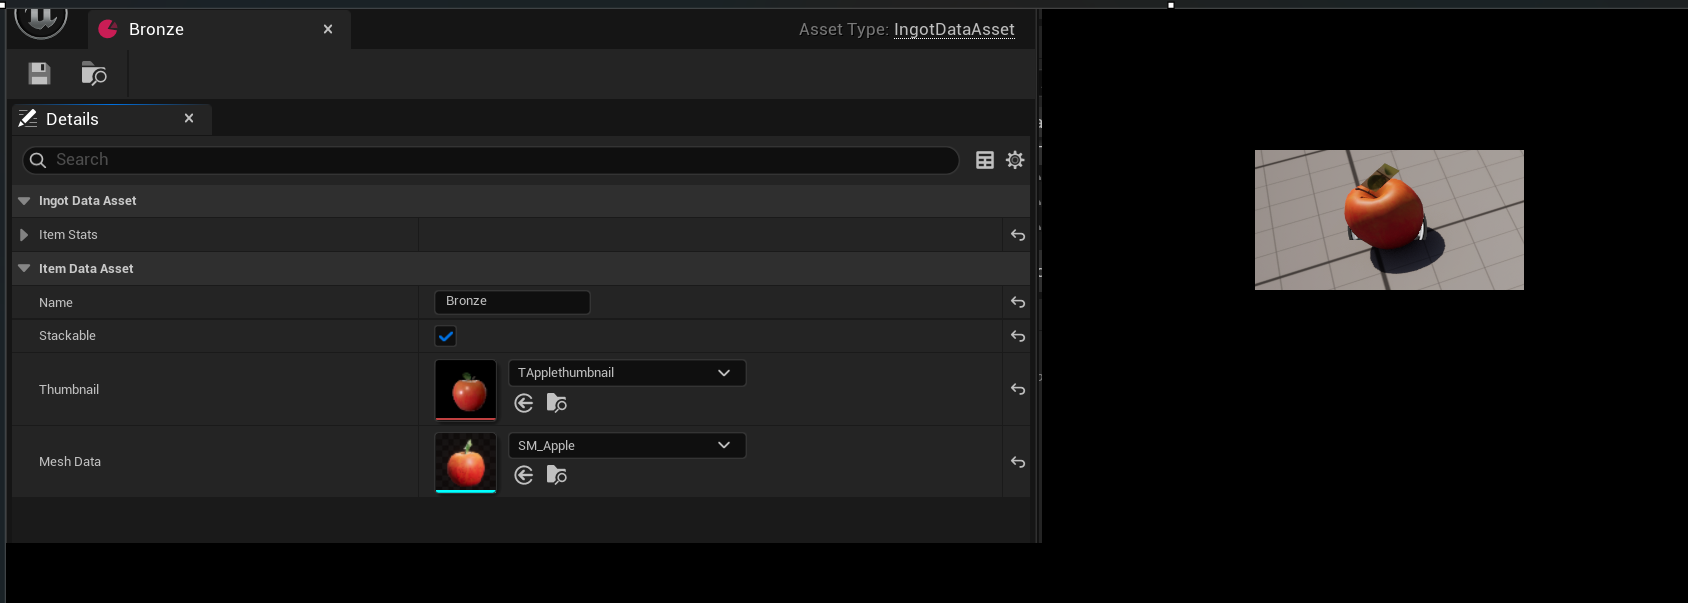 Bronze
Asset Type: IngotDataAsset
Details
Search
Ingot Data Asset
Item Stats
Item Data Asset
Name
Bronze
Stackable
Thumbnail
TApplethumbnail
Mesh Data
SM_Apple